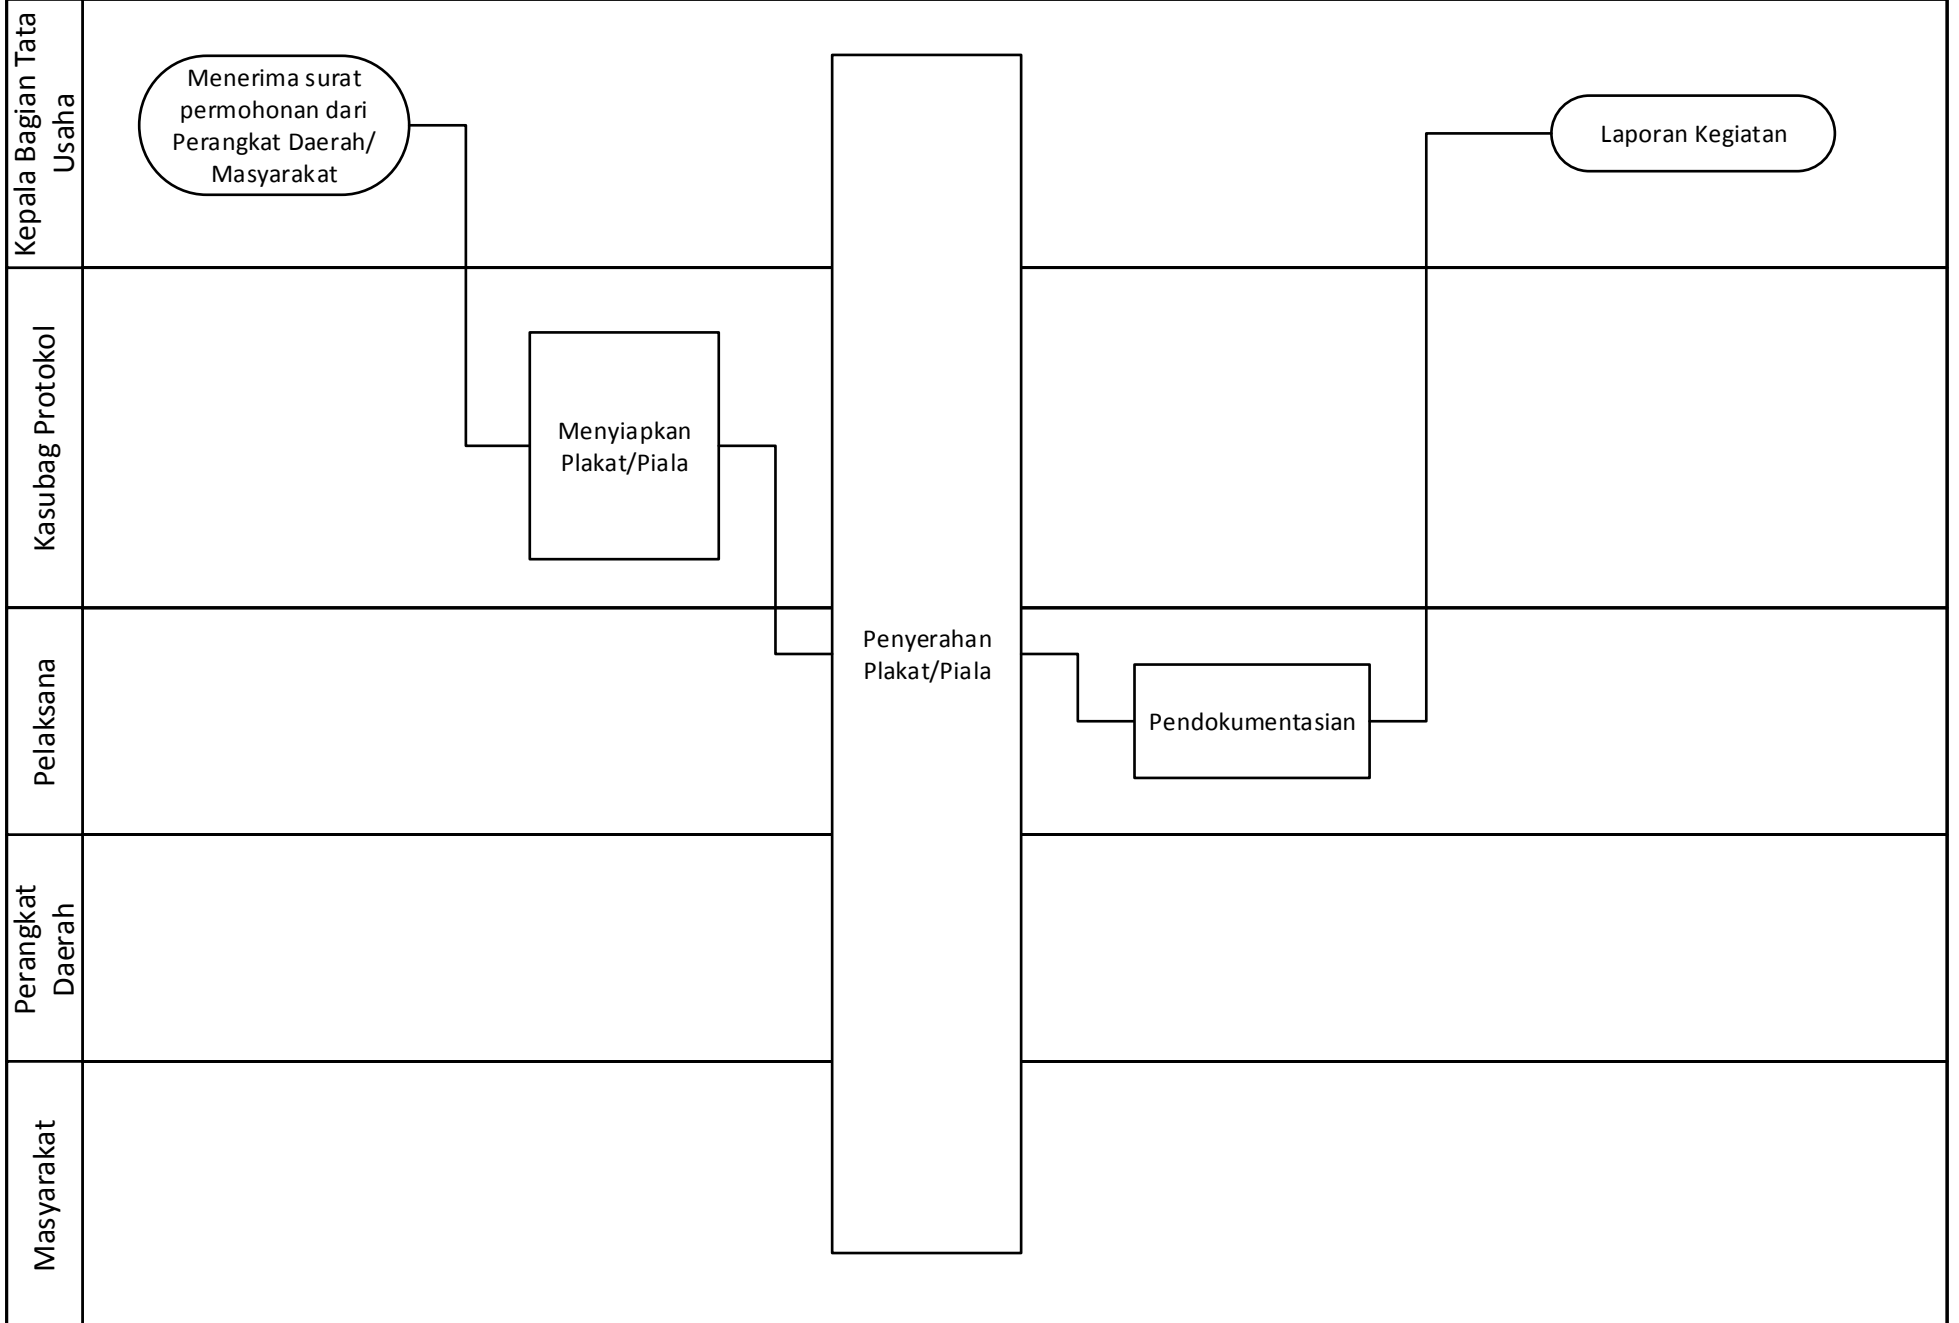 Kepala Bagian Tata
Usaha
Menerima surat
permohonan dari
Perangkat Daerah/
Masyarakat
Laporan Kegiatan
Kasubag Protokol
Menyiapkan
Plakat/Piala
Pelaksana
Penyerahan
Plakat/Piala
Pendokumentasian
Perangkat
Daerah
Masyarakat